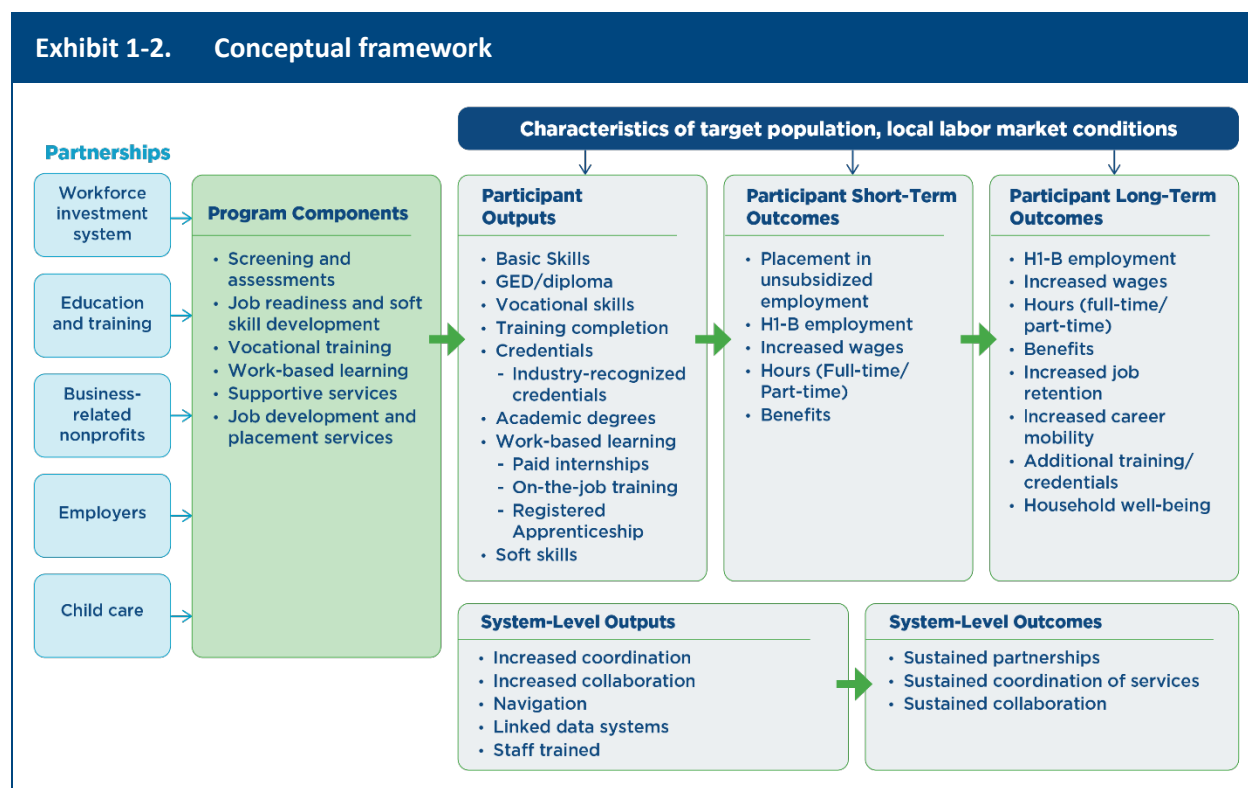 Exhibit 1-2. Conceptual framework
Characteristics of target population, local labor market conditions
Partnerships
Workforce
investment
system
Education
and training
Business-
related
nonprofits
Employers
Child care
Program Components
• Screening and
assessments
• Job readiness and soft
skill development
• Vocational training
• Work-based learning
• Supportive services
• Job development and
placement services
Participant
Outputs
• Basic Skills
• GED/diploma
• Vocational skills
• Training completion
• Credentials
- Industry-recognized
credentials
• Academic degrees
• Work-based learning
- Paid internships
- On-the-job training
- Registered
Apprenticeship
• Soft skills
Participant Short-Term
Outcomes
• Placement in
unsubsidized
employment
• H1-B employment
• Increased wages
• Hours (Full-time/
Part-time)
• Benefits
Participant Long-Term
Outcomes
• H1-B employment
• Increased wages
• Hours (full-time/
part-time)
• Benefits
• Increased job
retention
• Increased career
mobility
• Additional training/
credentials
• Household well-being
System-Level Outputs
• Increased coordination
• Increased collaboration
• Navigation
• Linked data systems
• Staff trained
System-Level Outcomes
• Sustained partnerships
• Sustained coordination of services
• Sustained collaboration